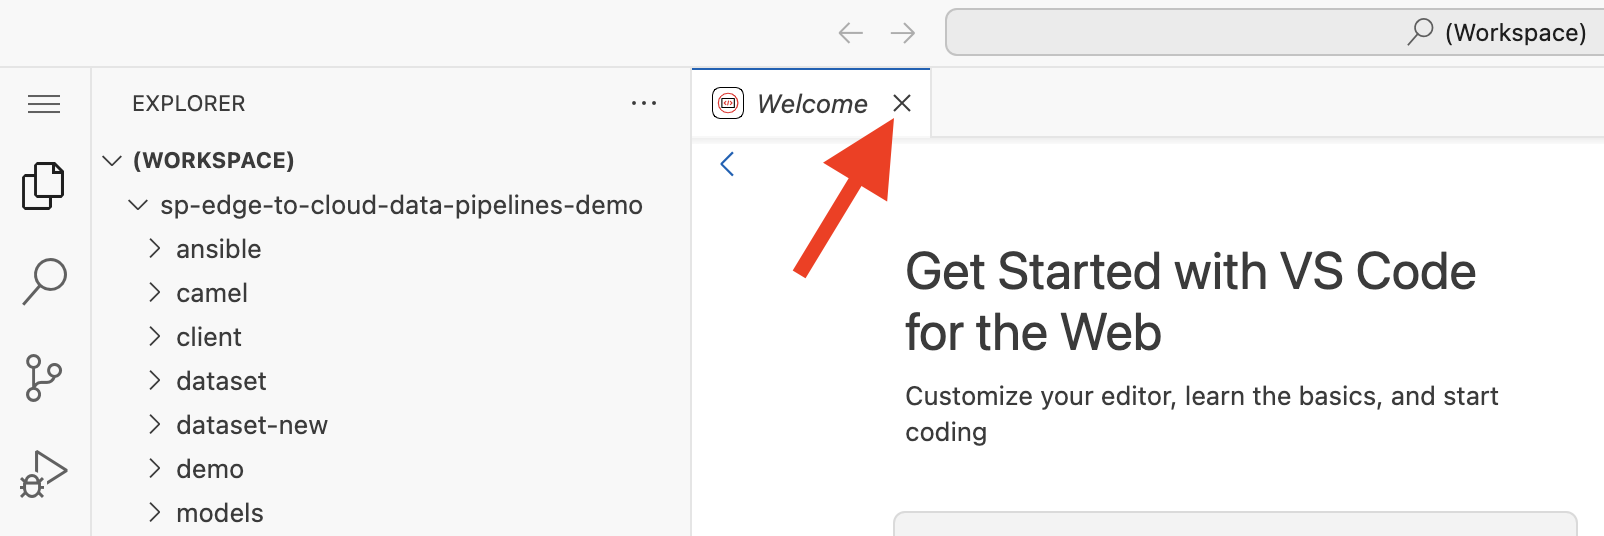 (Workspace)
EXPLORER
Welcome
(WORKSPACE)
sp-edge-to-cloud-data-pipelines-demo
ansible
camel
client
dataset
dataset-new
demo
models
Get Started with VS Code
for the Web
Customize your editor, learn the basics, and start
coding